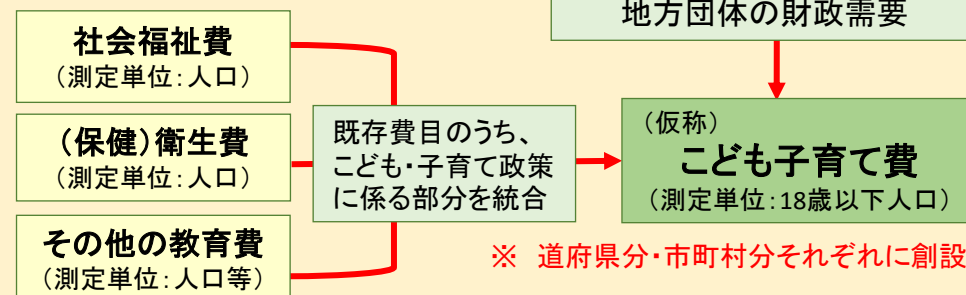 地方団体の財政需要
社会福祉費
（測定単位：人口）
（保健）衛生費
（測定単位：人口）
その他の教育費
（測定単位：人口等）
既存費目のうち、
こども・子育て政策
に係る部分を統合
（仮称）
こども子育て費
（測定単位：18歳以下人口）
※　道府県分・市町村分それぞれに創設